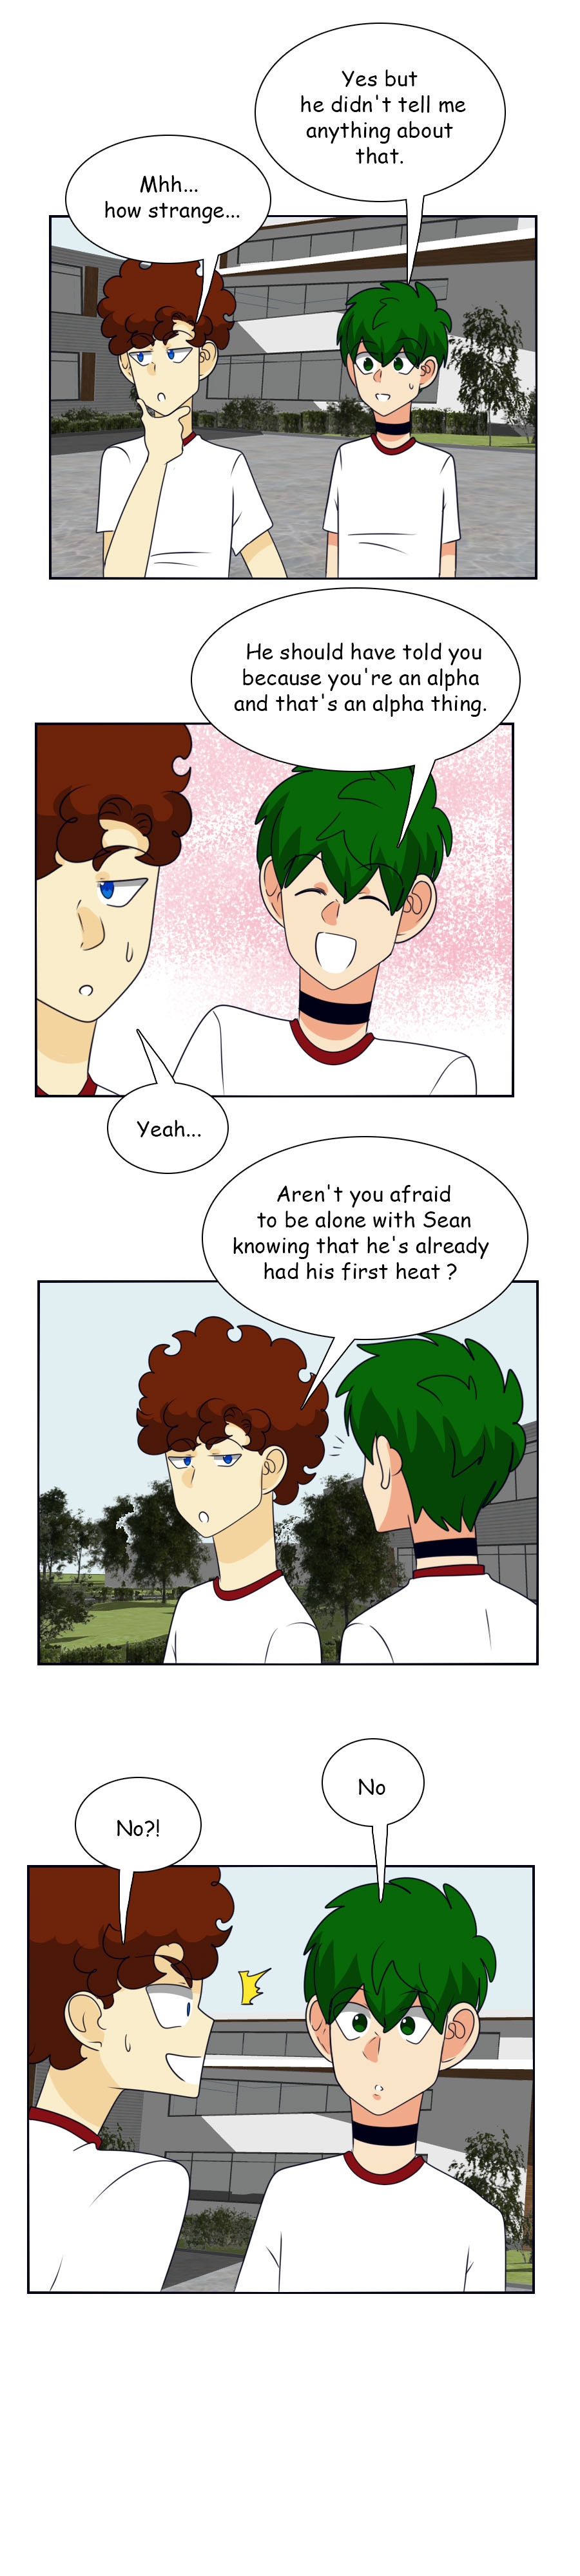 Yes but
he didn't tell me
anything about
that.
Mhh...
how strange...
He should have told you
because you're an alpha
and that's an alpha thing.
Yeah...
Aren't you afraid
to be alone with Sean
knowing that he's already
had his first heat ?
No
No?!